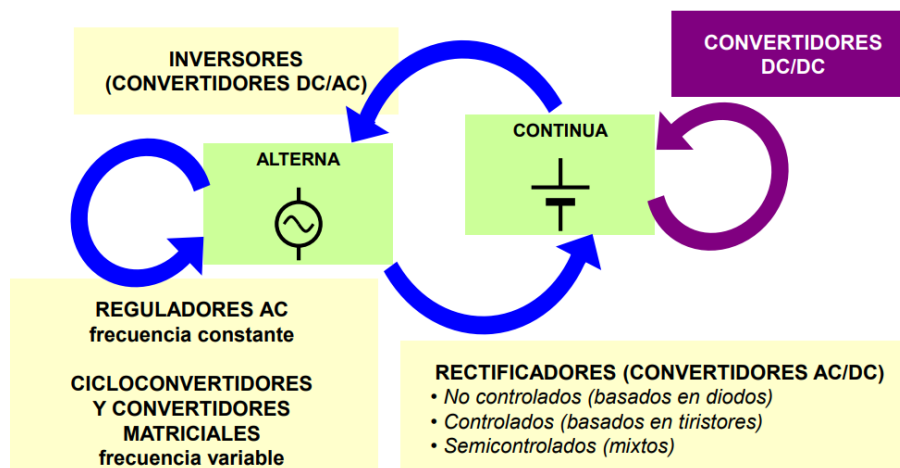 INVERSORES
(CONVERTIDORES DC/AC)
CONVERTIDORES
DC/DC
ALTERNA
CONTINUA
REGULADORES AC
frecuencia constante
CICLOCONVERTIDORES
Y CONVERTIDORES
MATRICIALES
frecuencia variable
RECTIFICADORES (CONVERTIDORES AC/DC)
• No controlados (basados en diodos)
• Controlados (basados en tiristores)
• Semicontrolados (mixtos)